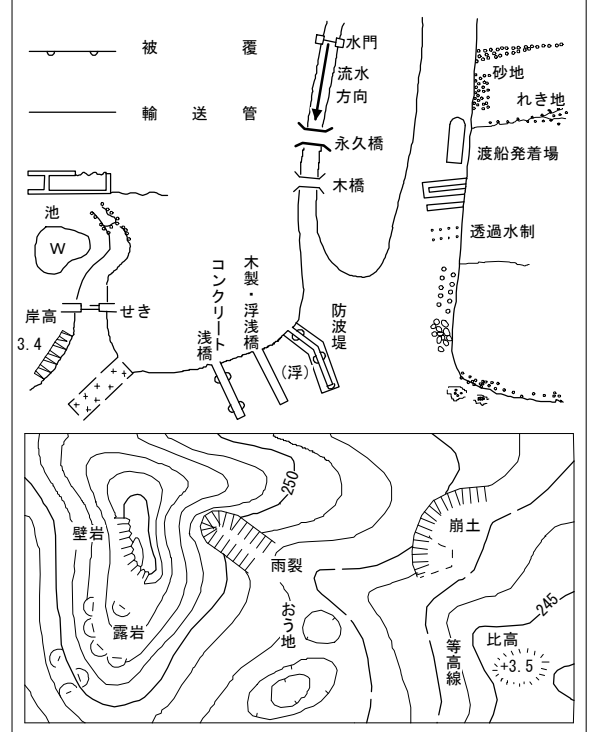 被　　覆
輸　送　管
水門
流水
方向
永久橋
木橋
砂地
れき地
渡船発着場
透過水制
池
W
せき
岸高
3.4
コンクリート
浅橋
木製・浮浅橋
(浮)
防波堤
250
壁岩
露岩
雨裂
おう地
崩土
等高線
245
比高
+3.5